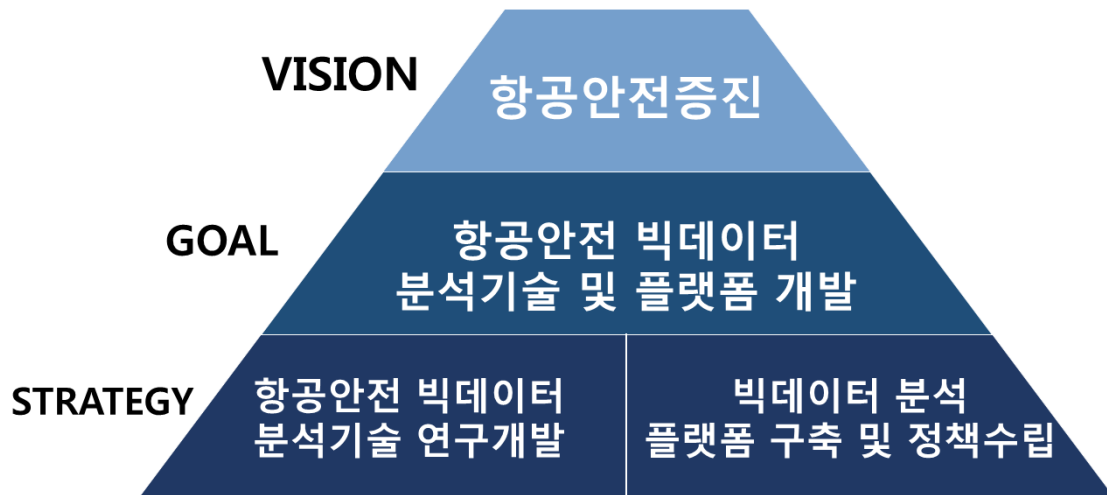 VISION
항공안전증진
GOAL
항공안전 빅데이터
분석기술 및 플랫폼 개발
STRATEGY
항공안전 빅데이터
분석기술 연구개발
빅데이터 분석
플랫폼 구축 및 정책수립